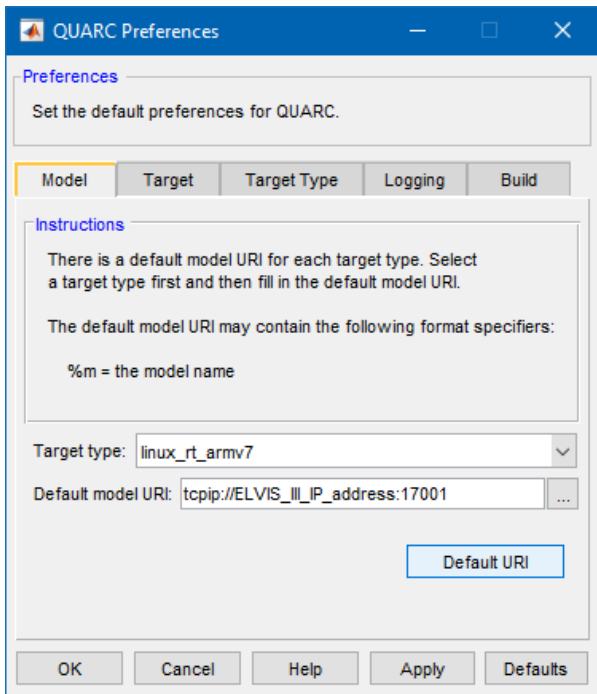 QUARC Preferences
Preferences
Set the default preferences for QUARC.
Model Target Target Type Logging Build
Instructions
There is a default model URI for each target type. Select
a target type first and then fill in the default model URI.
The default model URI may contain the following format specifiers:
%m = the model name
Target type: linux_rt_armv7
Default model URI: tcpip://ELVIS_III_IP_address:17001 ...
Default URI
OK Cancel Help Apply Defaults